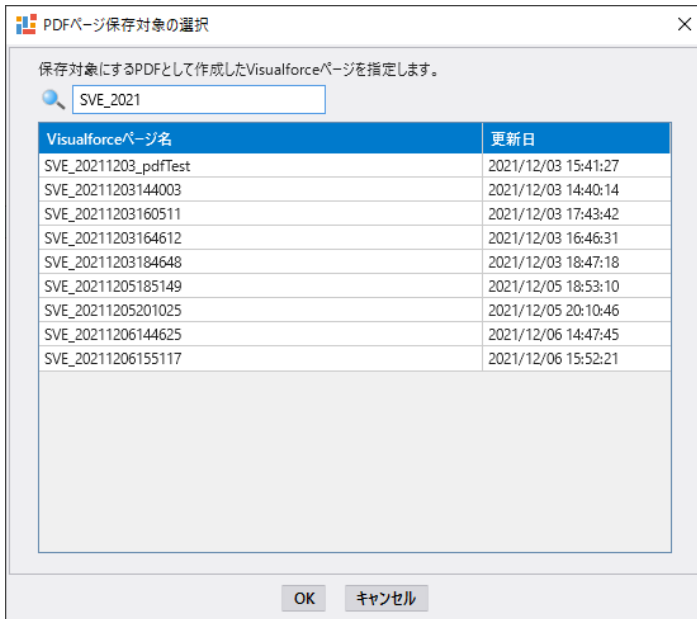 PDFページ保存対象の選択
保存対象にするPDFとして作成したVisualforceページを指定します。
SVE_2021
Visualforceページ名 更新日
SVE_20211203_pdfTest 2021/12/03 15:41:27
SVE_20211203144003 2021/12/03 14:40:14
SVE_20211203160511 2021/12/03 17:43:42
SVE_20211203164612 2021/12/03 16:46:31
SVE_20211203184648 2021/12/03 18:47:18
SVE_20211205185149 2021/12/05 18:53:10
SVE_20211205201025 2021/12/05 20:10:46
SVE_20211206144625 2021/12/06 14:47:45
SVE_20211206155117 2021/12/06 15:52:21
OK キャンセル